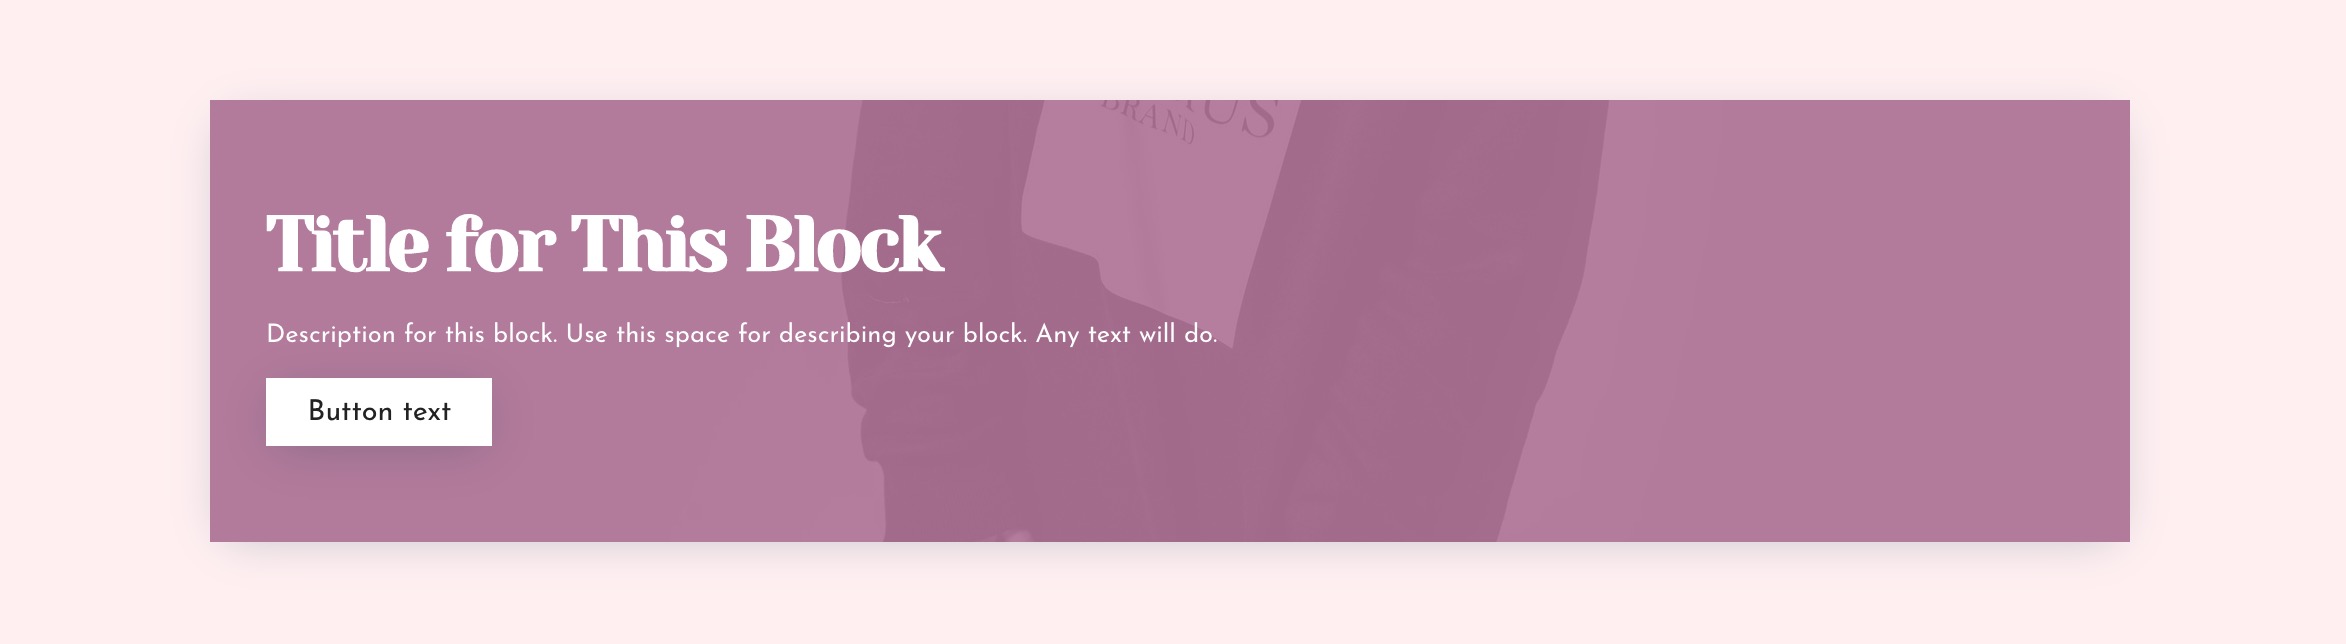 US
BRAND
Title for This Block
Description for this block. Use this space for describing your block. Any text will do.
Button text